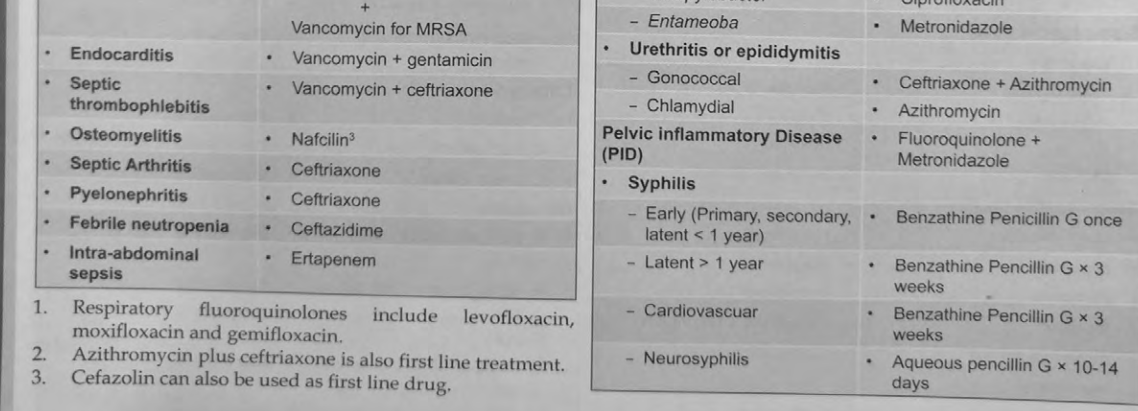 +
Vancomycin for MRSA
• Endocarditis • Vancomycin + gentamicin
• Septic thrombophlebitis • Vancomycin + ceftriaxone
• Osteomyelitis • Nafcilin³
• Septic Arthritis • Ceftriaxone
• Pyelonephritis • Ceftriaxone
• Febrile neutropenia • Ceftazidime
• Intra-abdominal sepsis • Ertapenem
1. Respiratory fluoroquinolones include levofloxacin,
moxifloxacin and gemifloxacin.
2. Azithromycin plus ceftriaxone is also first line treatment.
3. Cefazolin can also be used as first line drug.
– Entameoba • Metronidazole
• Urethritis or epididymitis
– Gonococcal • Ceftriaxone + Azithromycin
– Chlamydial • Azithromycin
Pelvic inflammatory Disease • Fluoroquinolone +
(PID) Metronidazole
• Syphilis
– Early (Primary, secondary, • Benzathine Penicillin G once
latent < 1 year)
– Latent > 1 year • Benzathine Pencillin G × 3
weeks
– Cardiovascuar • Benzathine Pencillin G × 3
weeks
– Neurosyphilis • Aqueous pencillin G × 10-14
days